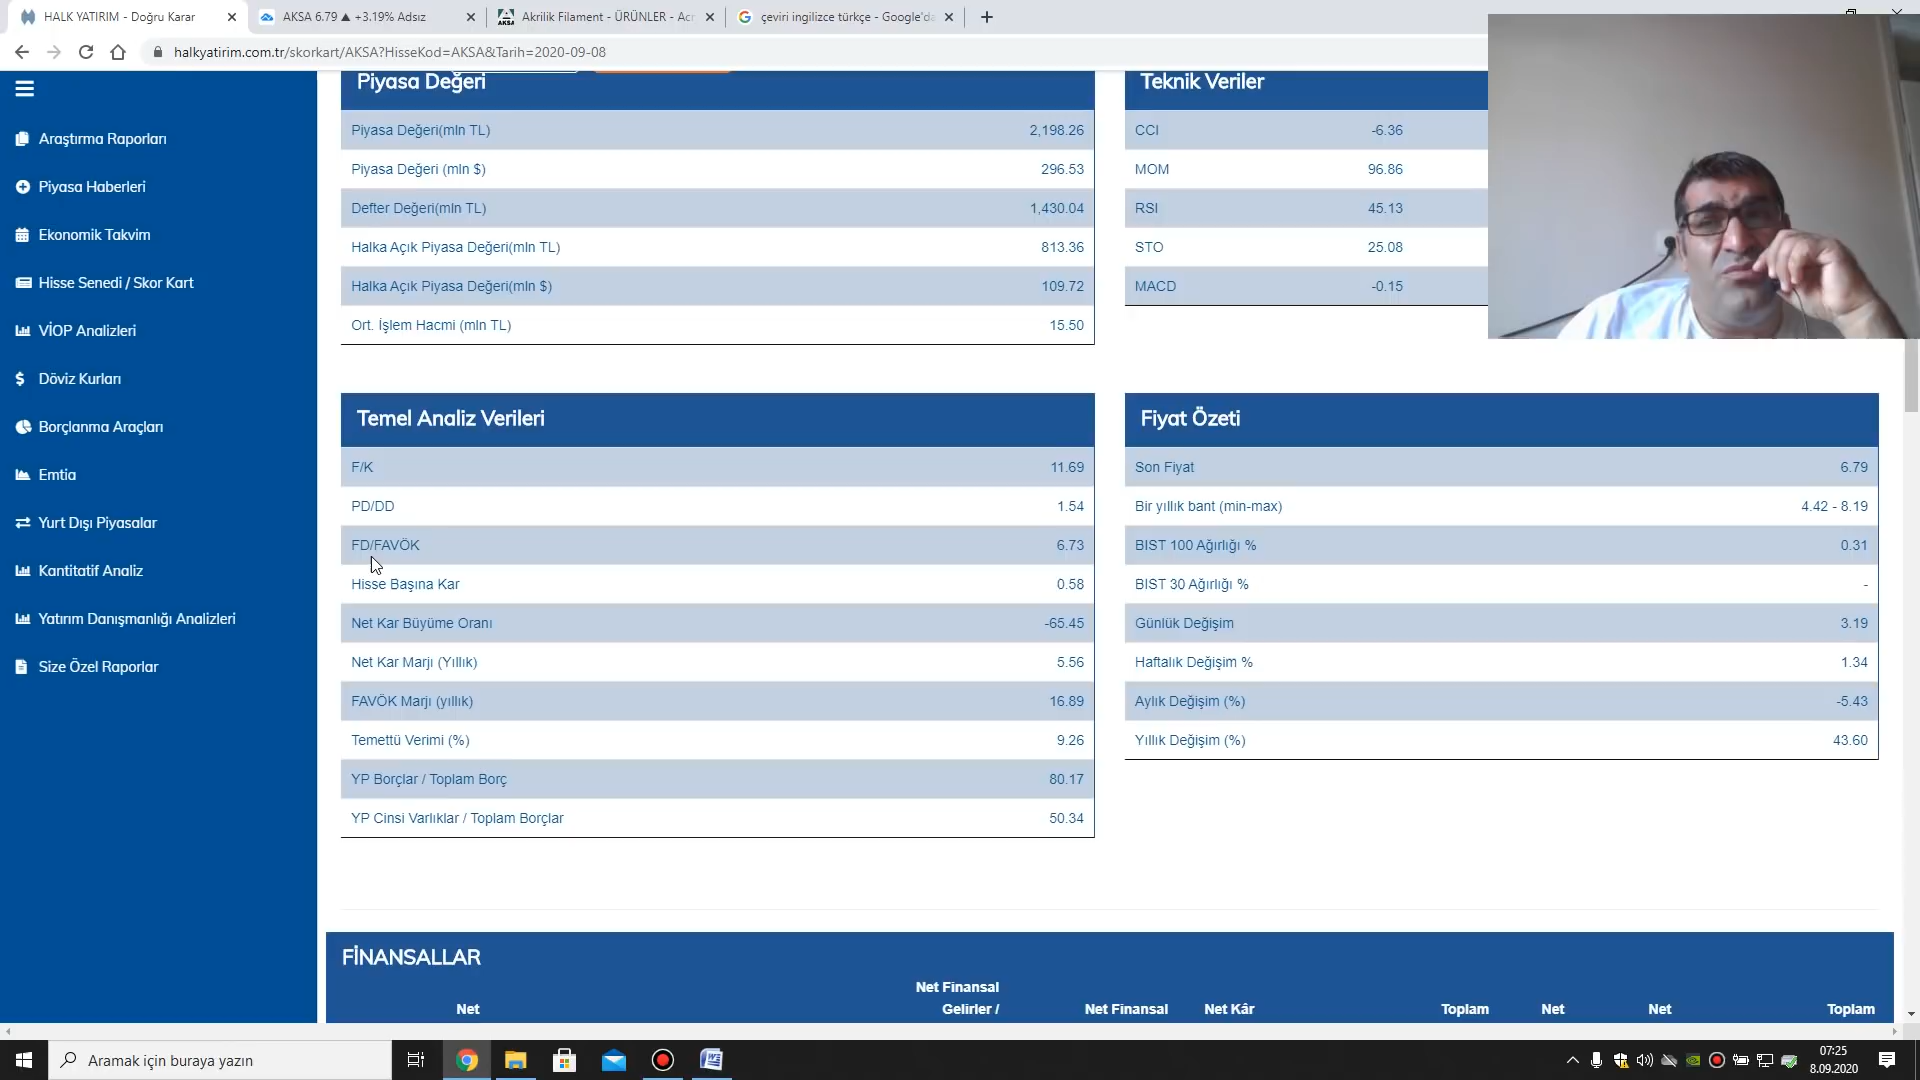 HALK YATIRIM - Doğru Karar
AKSA 6.79 ▲ +3.19% Adsız
Akrilik Filament - ÜRÜNLER - Acr
çeviri ingilizce türkçe - Google'da
halkyatirim.com.tr/skorkart/AKSA?HisseKod=AKSA&Tarih=2020-09-08
Araştırma Raporları
Piyasa Haberleri
Ekonomik Takvim
Hisse Senedi / Skor Kart
VİOP Analizleri
Döviz Kurları
Borçlanma Araçları
Emtia
Yurt Dışı Piyasalar
Kantitatif Analiz
Yatırım Danışmanlığı Analizleri
Size Özel Raporlar
Piyasa Değeri
Piyasa Değeri(mln TL) 2,198.26
Piyasa Değeri (mln $) 296.53
Defter Değeri(mln TL) 1,430.04
Halka Açık Piyasa Değeri(mln TL) 813.36
Halka Açık Piyasa Değeri(mln $) 109.72
Ort. İşlem Hacmi (mln TL) 15.50
Teknik Veriler
CCI -6.36
MOM 96.86
RSI 45.13
STO 25.08
MACD -0.15
Temel Analiz Verileri
F/K 11.69
PD/DD 1.54
FD/FAVÖK 6.73
Hisse Başına Kar 0.58
Net Kar Büyüme Oranı -65.45
Net Kar Marjı (Yıllık) 5.56
FAVÖK Marjı (yıllık) 16.89
Temettü Verimi (%) 9.26
YP Borçlar / Toplam Borç 80.17
YP Cinsi Varlıklar / Toplam Borçlar 50.34
Fiyat Özeti
Son Fiyat 6.79
Bir yıllık bant (min-max) 4.42 - 8.19
BIST 100 Ağırlığı % 0.31
BIST 30 Ağırlığı % -
Günlük Değişim 3.19
Haftalık Değişim % 1.34
Aylık Değişim (%) -5.43
Yıllık Değişim (%) 43.60
FİNANSALLAR
Net Finansal
Net Gelirler / Net Finansal Net Kâr Toplam Net Net Toplam
Aramak için buraya yazın
07:25
8.09.2020